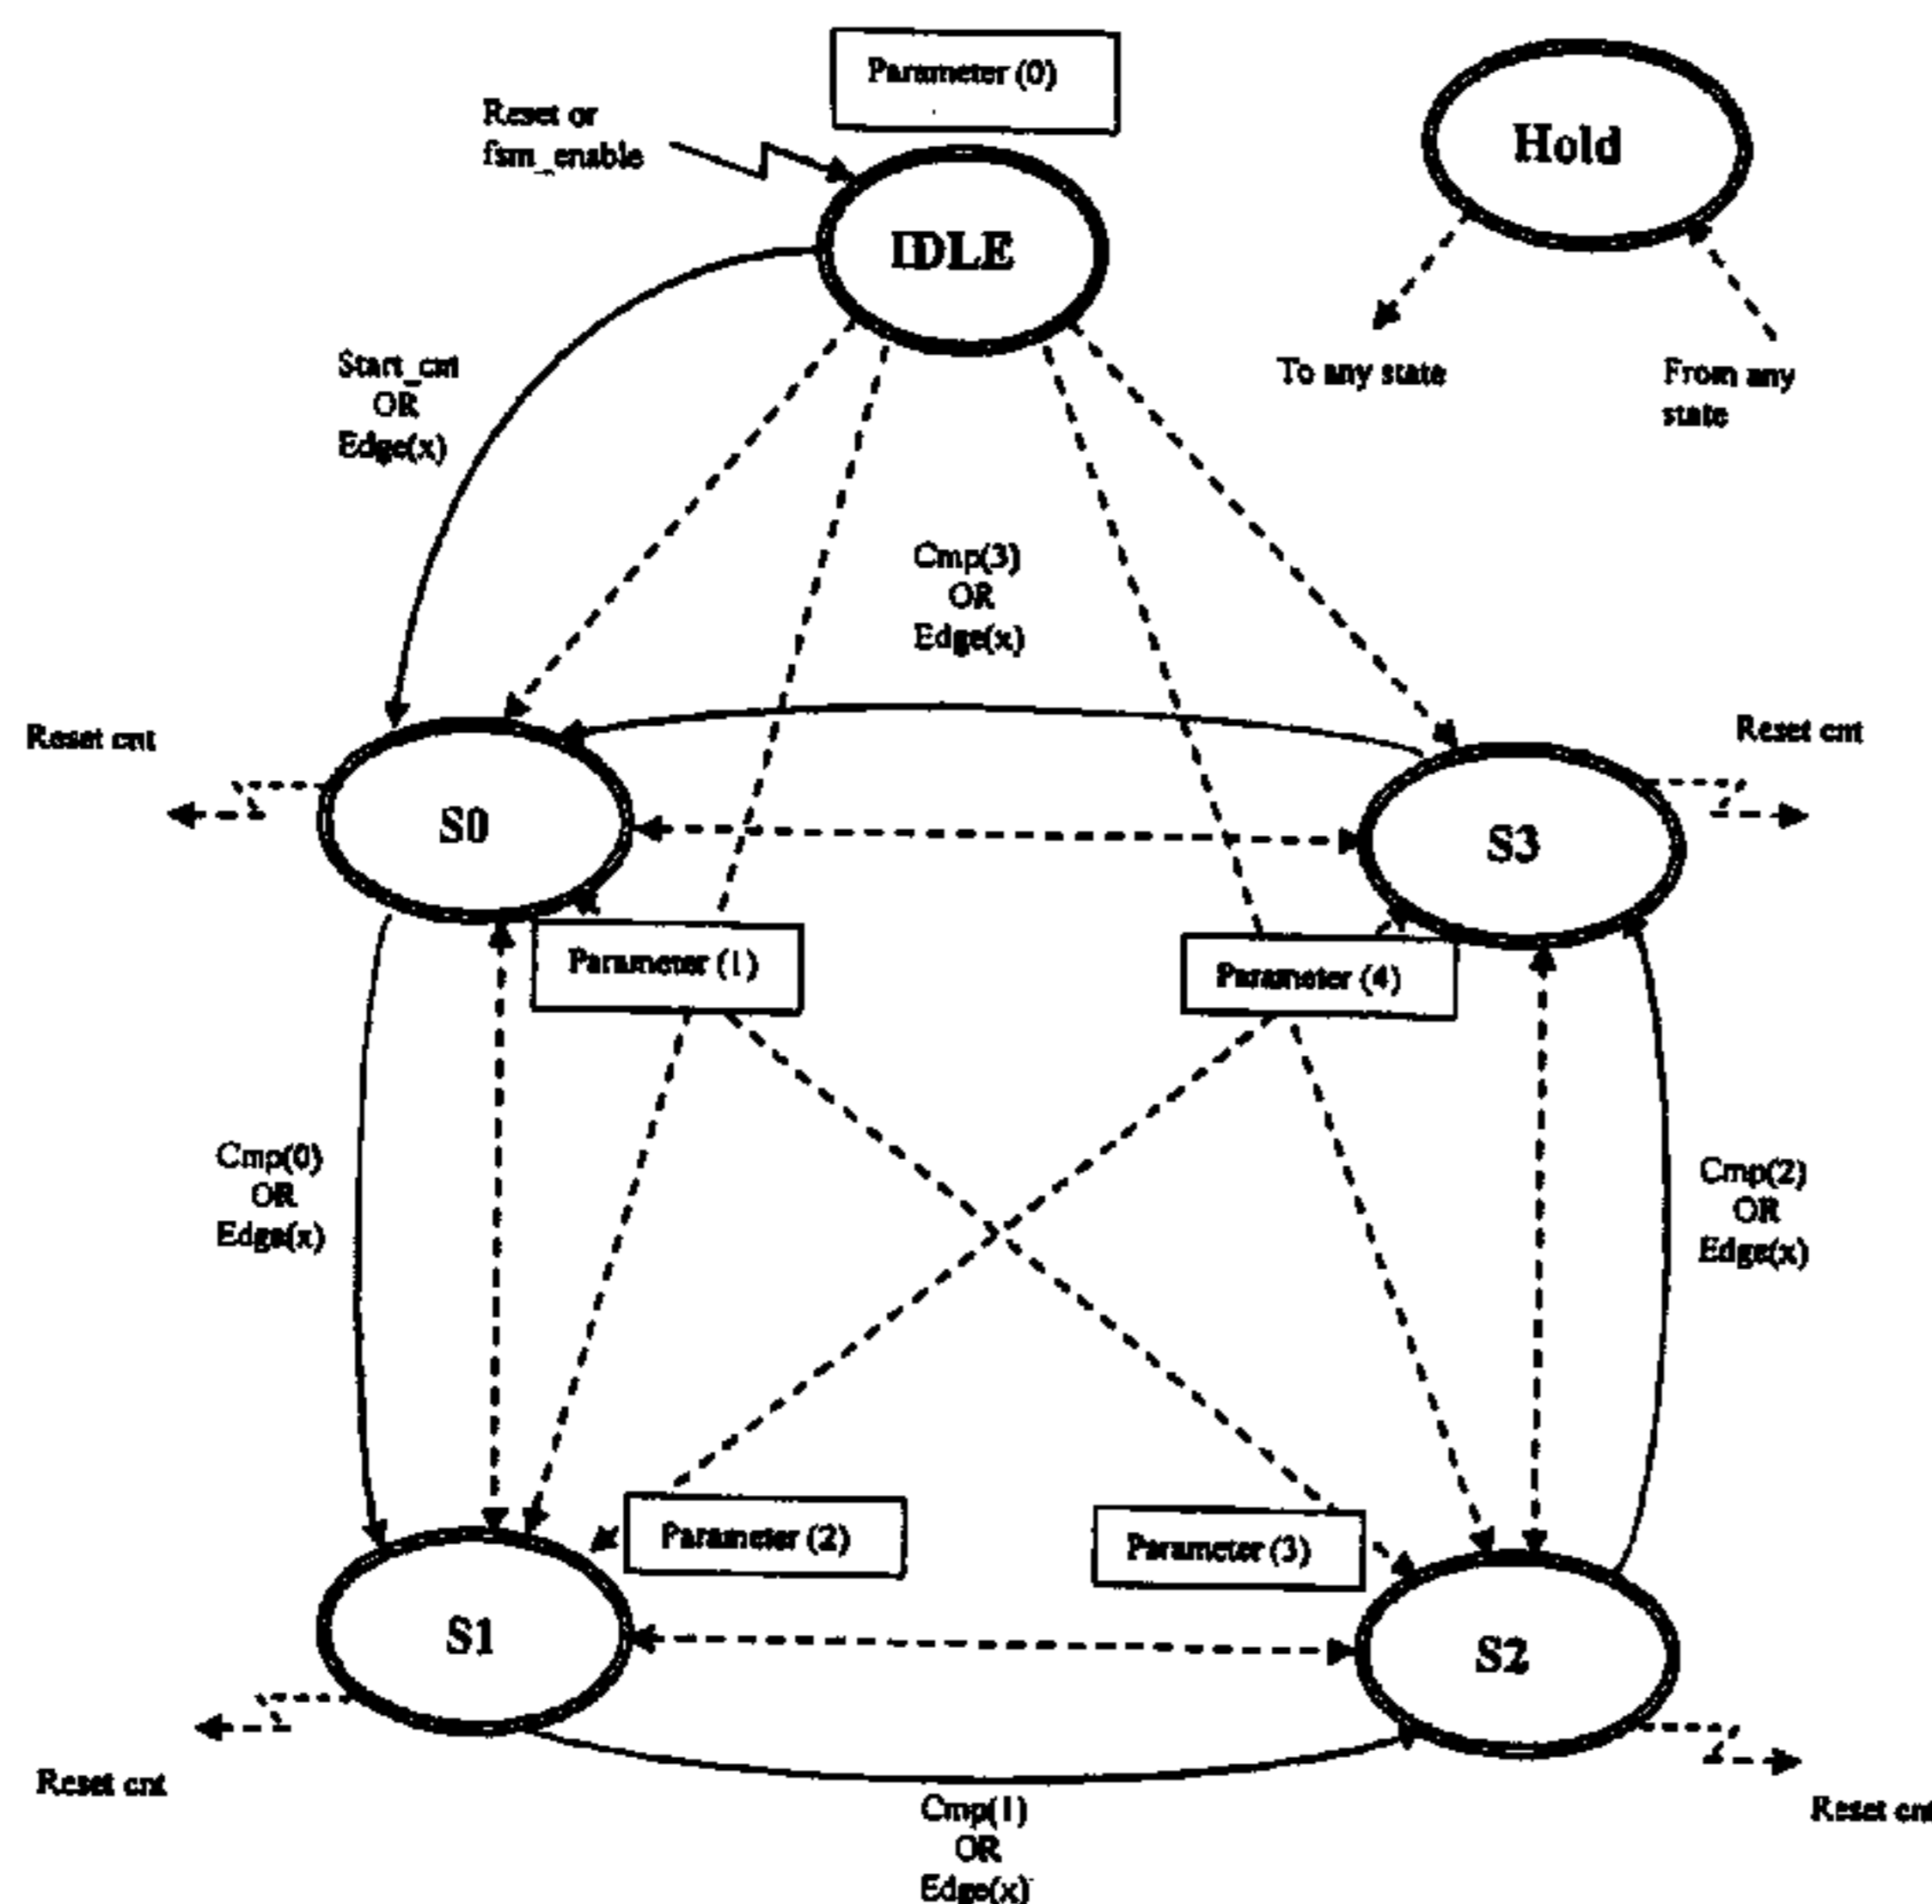 Parameter (0)
Reset or
fsm_enable
Hold
IDLE
Start_cnt
OR
Edge(x)
To any state
From any
state
Cmp(3)
OR
Edge(x)
Reset cnt
Reset cnt
S0
S3
Parameter (1)
Parameter (4)
Cmp(0)
OR
Edge(x)
Cmp(2)
OR
Edge(x)
Parameter (2)
Parameter (3)
S1
S2
Reset cnt
Reset cnt
Cmp(1)
OR
Edge(x)